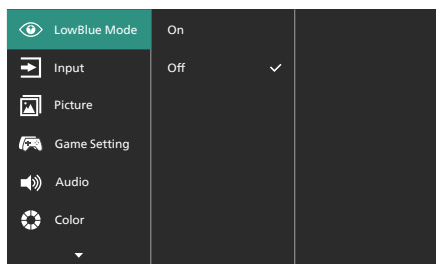 LowBlue Mode
On
Input
Off
Picture
Game Setting
Audio
Color